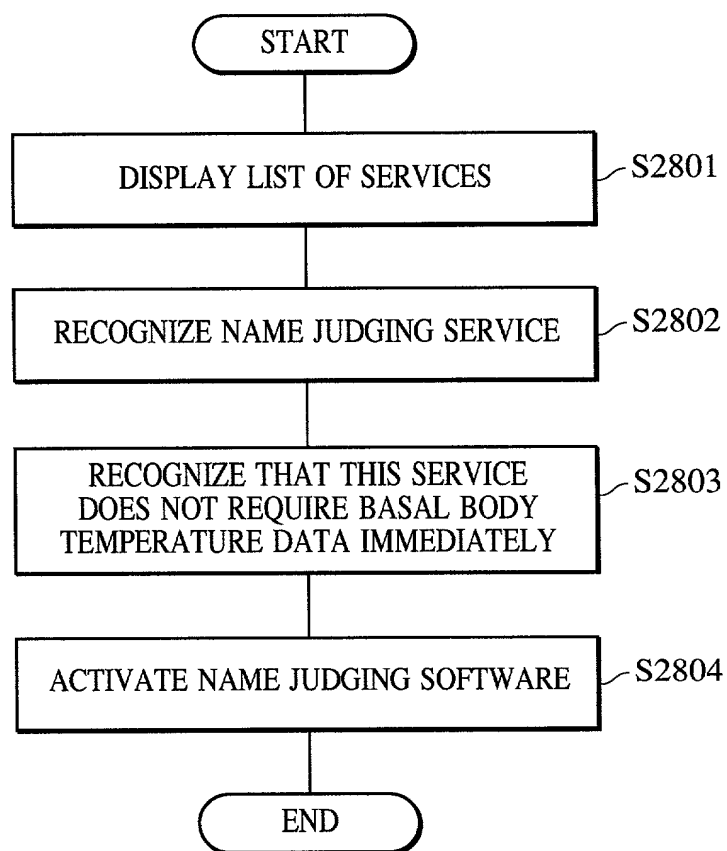 START
DISPLAY LIST OF SERVICES
S2801
RECOGNIZE NAME JUDGING SERVICE
S2802
RECOGNIZE THAT THIS SERVICE
DOES NOT REQUIRE BASAL BODY
TEMPERATURE DATA IMMEDIATELY
S2803
ACTIVATE NAME JUDGING SOFTWARE
S2804
END